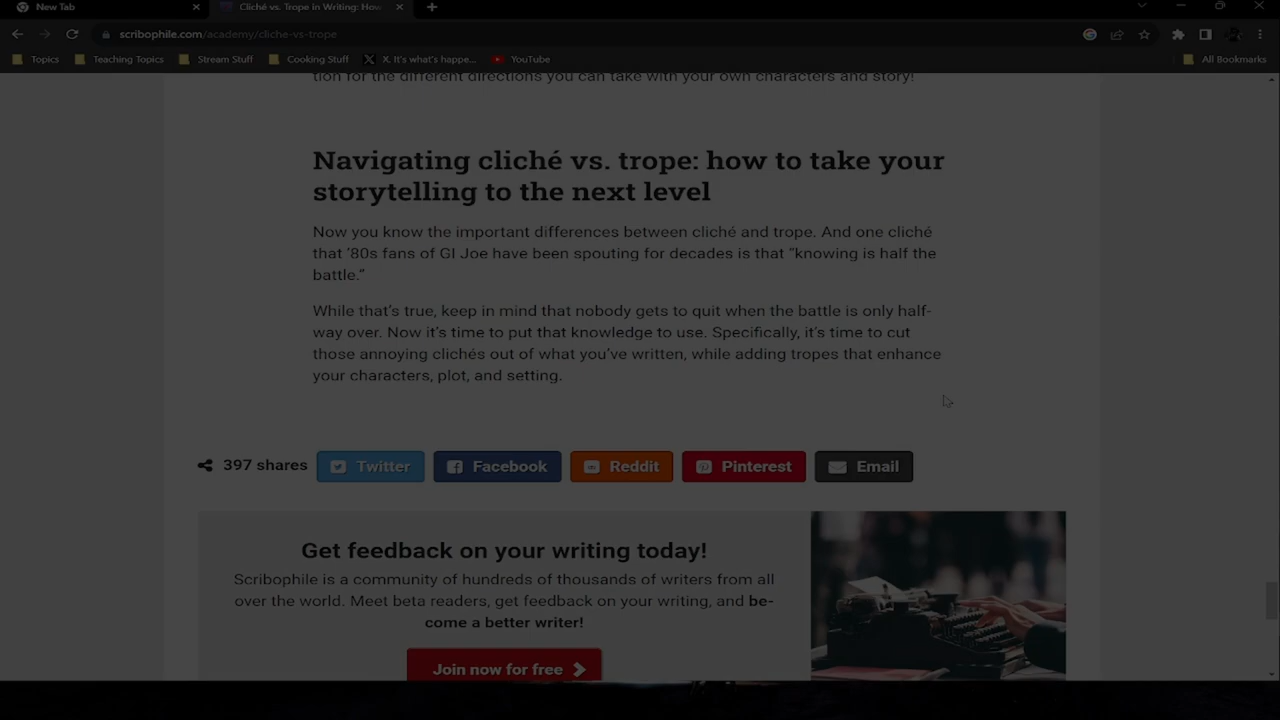 New Tab
Cliché vs. Trope in Writing: How
scribophile.com/academy/cliche-vs-trope
Topics Teaching Topics Stream Stuff Cooking Stuff X. It's what's happe... YouTube All Bookmarks
tion for the different directions you can take with your own characters and story!
Navigating cliché vs. trope: how to take your
storytelling to the next level
Now you know the important differences between cliché and trope. And one cliché
that ’80s fans of GI Joe have been spouting for decades is that “knowing is half the
battle.”
While that’s true, keep in mind that nobody gets to quit when the battle is only half-
way over. Now it’s time to put that knowledge to use. Specifically, it’s time to cut
those annoying clichés out of what you’ve written, while adding tropes that enhance
your characters, plot, and setting.
397 shares Twitter Facebook Reddit Pinterest Email
Get feedback on your writing today!
Scribophile is a community of hundreds of thousands of writers from all
over the world. Meet beta readers, get feedback on your writing, and be-
come a better writer!
Join now for free